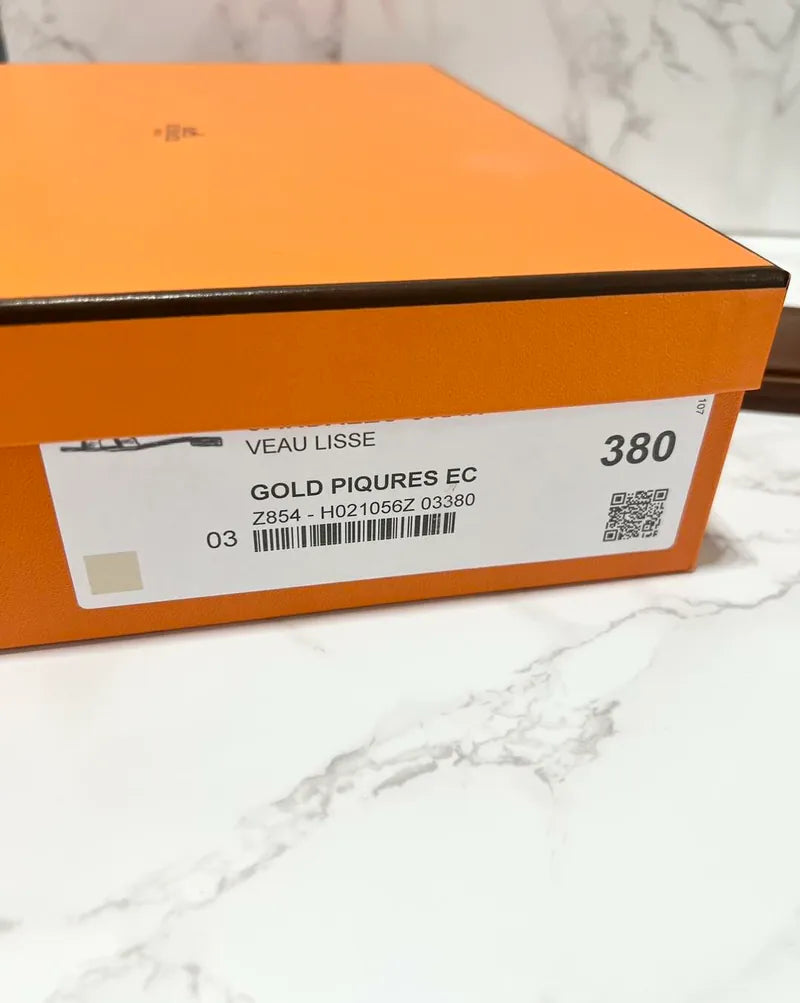 VEAU LISSE
380
GOLD PIQURES EC
Z854 - H021056Z 03380
03
107